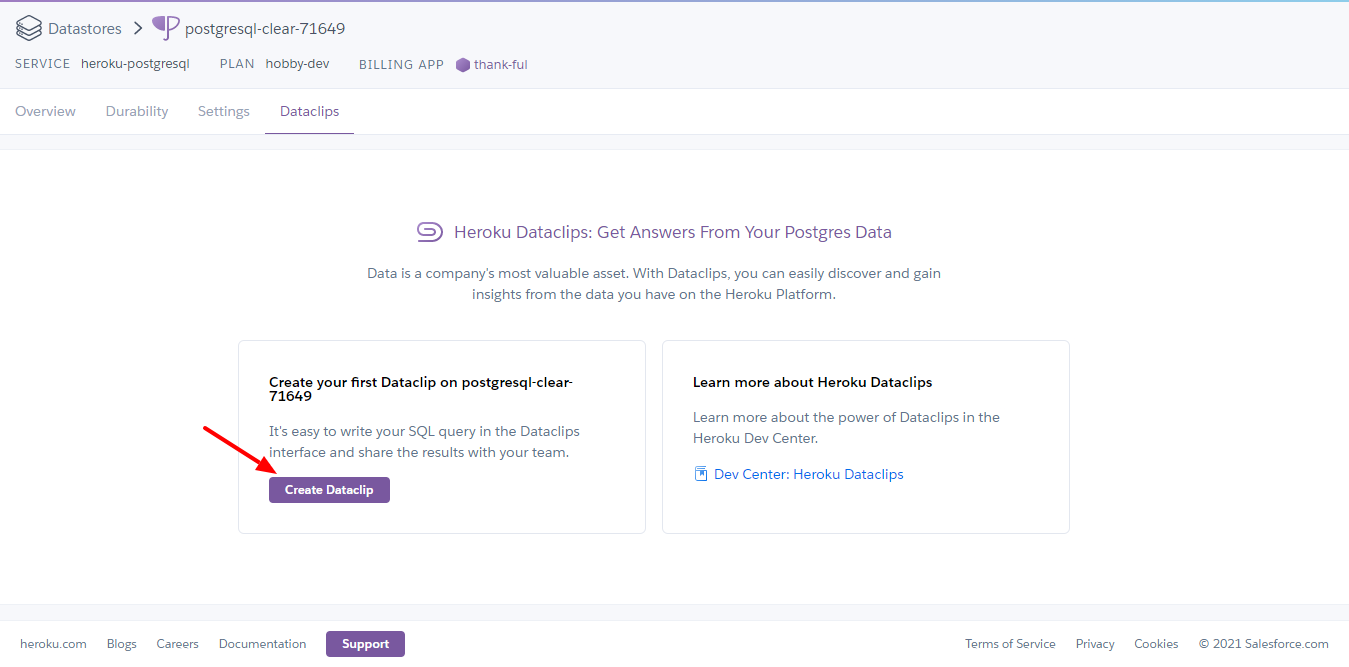 Datastores > postgresql-clear-71649
SERVICE heroku-postgresql PLAN hobby-dev BILLING APP thank-ful
Overview Durability Settings Dataclips
Heroku Dataclips: Get Answers From Your Postgres Data
Data is a company's most valuable asset. With Dataclips, you can easily discover and gain
insights from the data you have on the Heroku Platform.
Create your first Dataclip on postgresql-clear-
71649
It's easy to write your SQL query in the Dataclips
interface and share the results with your team.
Create Dataclip
Learn more about Heroku Dataclips
Learn more about the power of Dataclips in the
Heroku Dev Center.
Dev Center: Heroku Dataclips
heroku.com Blogs Careers Documentation Support Terms of Service Privacy Cookies © 2021 Salesforce.com